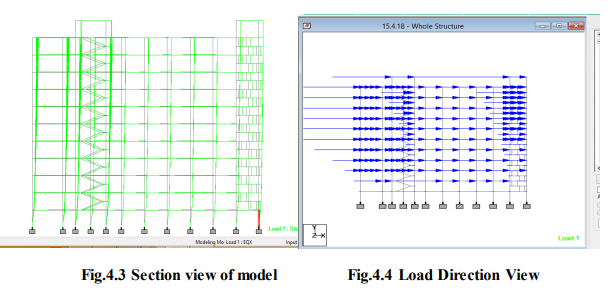 15.4.18 - Whole Structure
Load 1
Modeling Mo Load 1 : EQX
Input
Y
Z
X
Load 1
Fig.4.3 Section view of model
Fig.4.4 Load Direction View